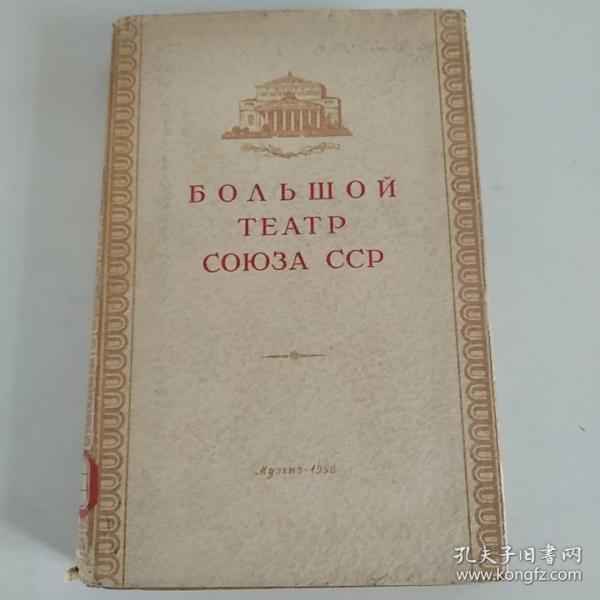 БОЛЬШОЙ
ТЕАТР
СОЮЗА ССР
Музгиз-1952
孔夫子旧书网
www.kongfz.com